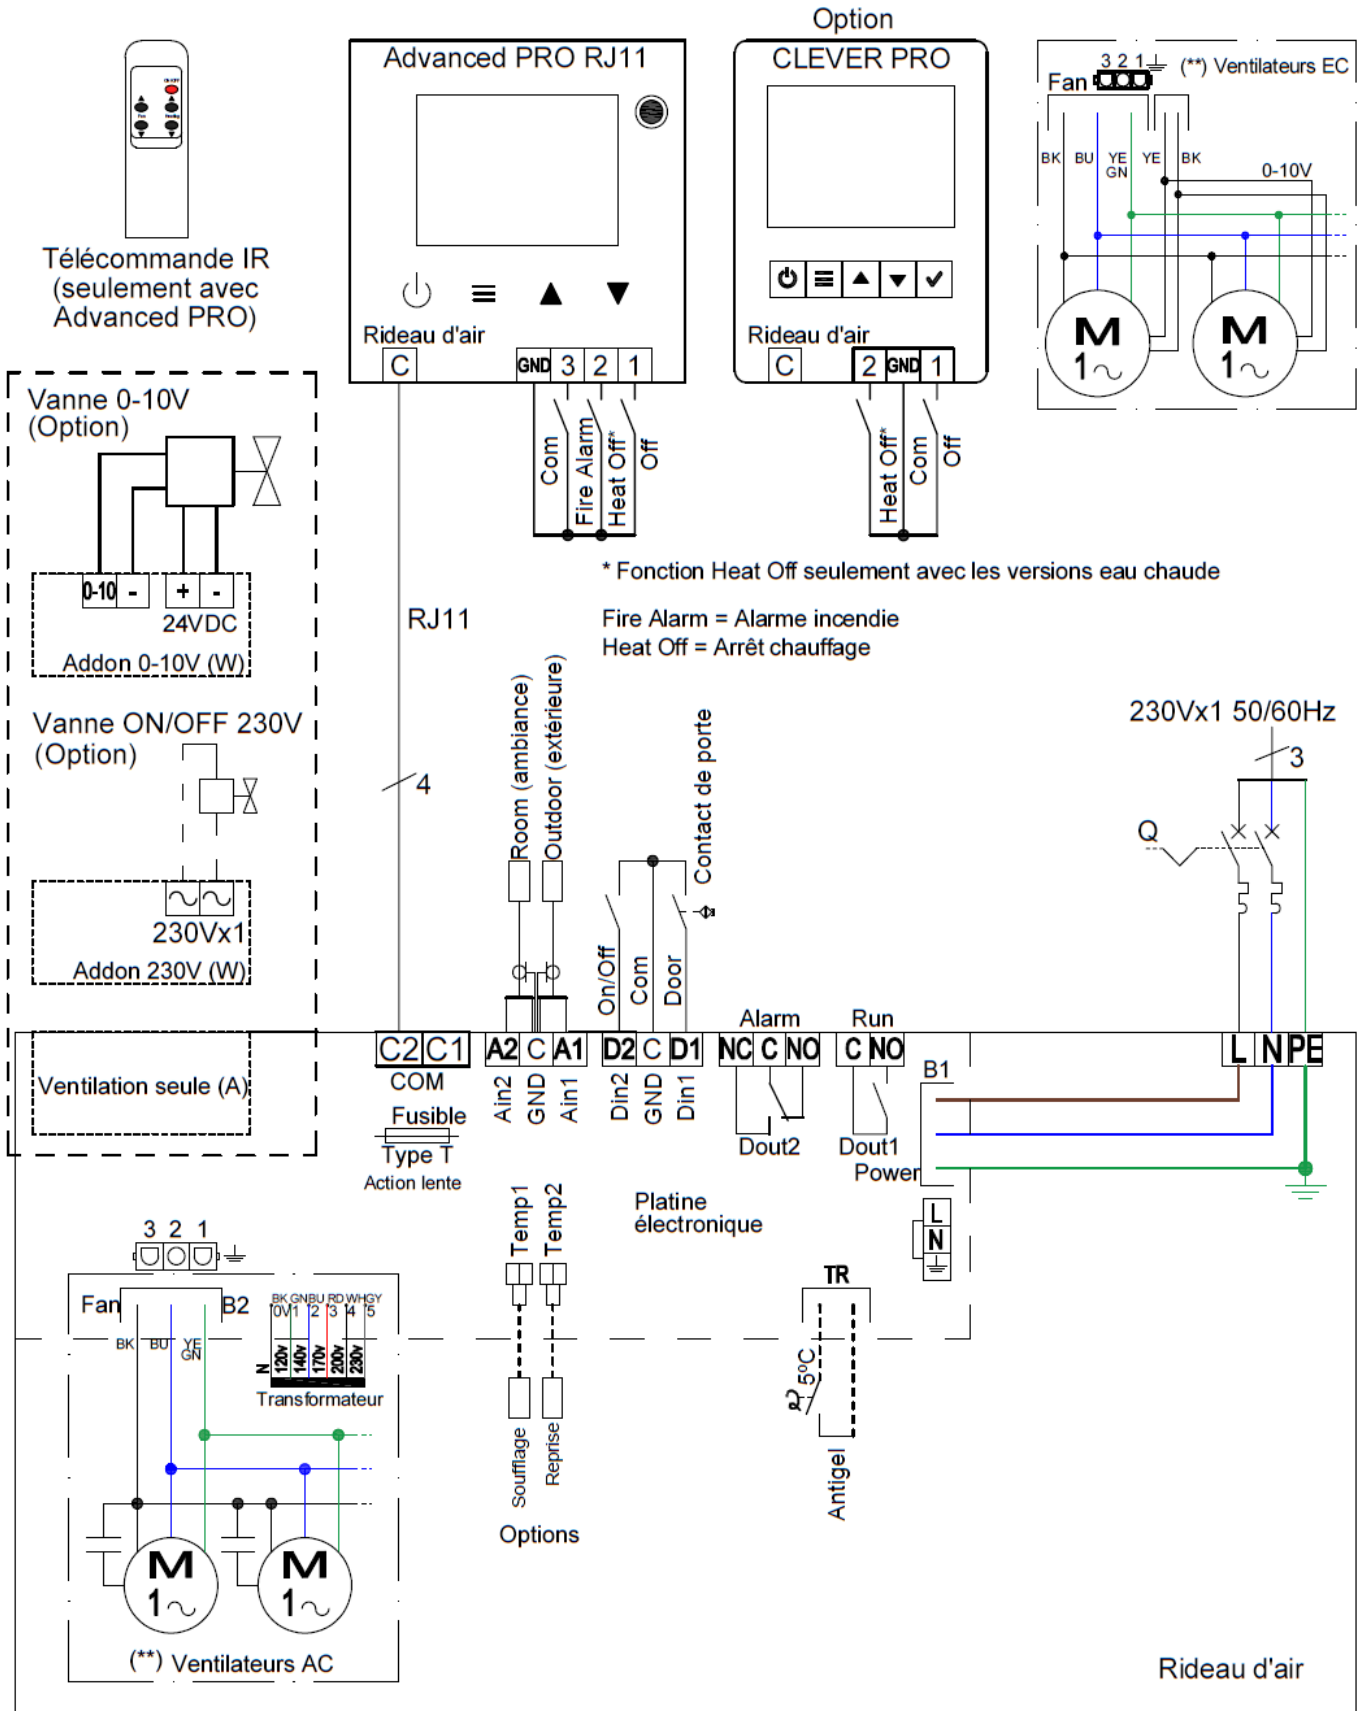 Option
ON/OFF
Fan
Heating
Télécommande IR
(seulement avec
Advanced PRO)
Advanced PRO RJ11
Rideau d'air
C
GND 3 2 1
Com
Fire Alarm
Heat Off*
Off
CLEVER PRO
Rideau d'air
C
2 GND 1
Heat Off*
Com
Off
3 2 1
(**) Ventilateurs EC
Fan
BK BU YE GN YE BK
0-10V
M
1~
M
1~
Vanne 0-10V
(Option)
0-10 - + -
24VDC
Addon 0-10V (W)
Vanne ON/OFF 230V
(Option)
230Vx1
Addon 230V (W)
Ventilation seule (A)
* Fonction Heat Off seulement avec les versions eau chaude
Fire Alarm = Alarme incendie
Heat Off = Arrêt chauffage
RJ11
4
Room (ambiance)
Outdoor (extérieure)
On/Off
Com
Door
Contact de porte
230Vx1 50/60Hz
3
Q
C2 C1
COM
A2 C A1
Ain2
GND
Ain1
D2 C D1
Din2
GND
Din1
Alarm
NC C NO
Dout2
Run
C NO
Dout1
L N PE
B1
Power
L
N
Fusible
Type T
Action lente
Platine
électronique
Temp1
Temp2
Soufflage
Reprise
Options
TR
5ºC
Antigel
3 2 1
Fan
B2
BK BU YE GN
BK GN BU RD WH GY
0V 1 2 3 4 5
N 120v 140v 170v 200v 230v
Transformateur
M
1~
M
1~
(**) Ventilateurs AC
Rideau d'air